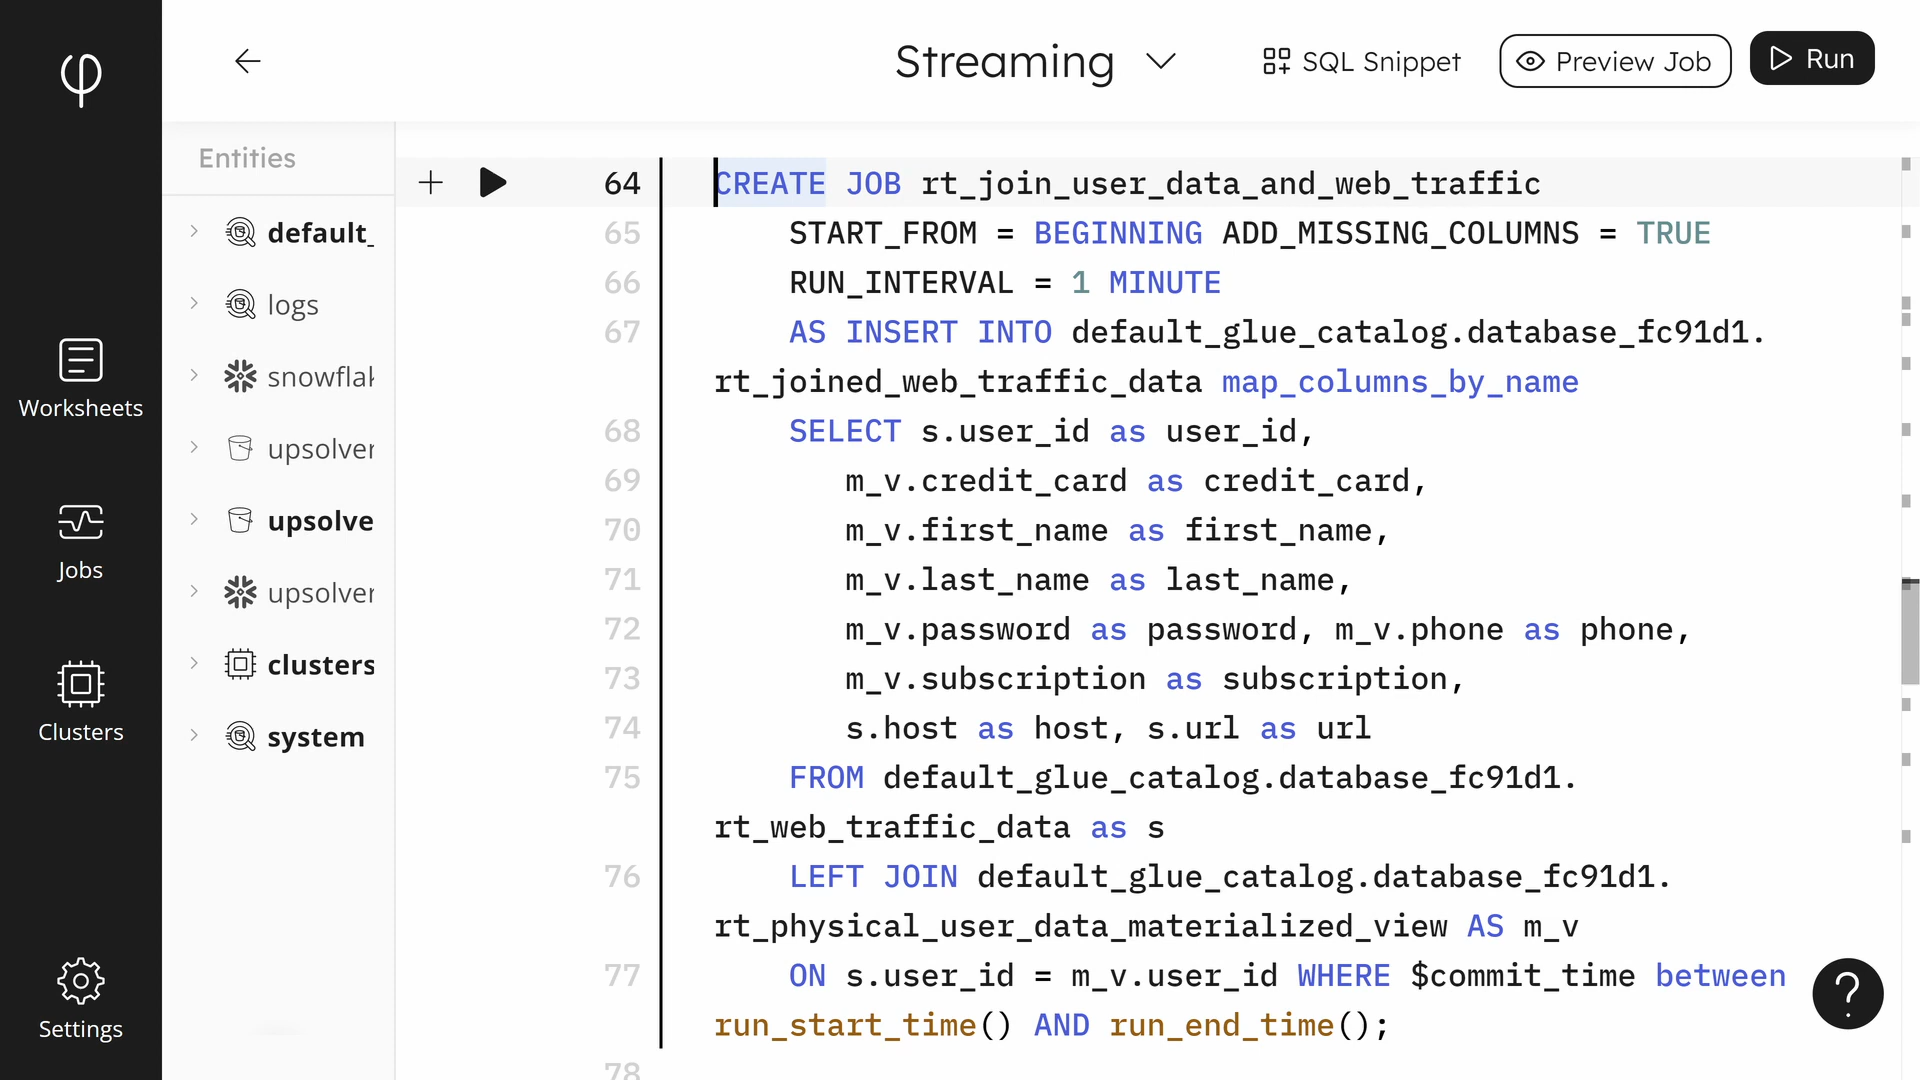 Streaming
SQL Snippet
Preview Job
Run
Worksheets
Jobs
Clusters
Settings
Entities
default_
logs
snowflak
upsolver
upsolve
upsolver
clusters
system
64 CREATE JOB rt_join_user_data_and_web_traffic
65 START_FROM = BEGINNING ADD_MISSING_COLUMNS = TRUE
66 RUN_INTERVAL = 1 MINUTE
67 AS INSERT INTO default_glue_catalog.database_fc91d1.
rt_joined_web_traffic_data map_columns_by_name
68 SELECT s.user_id as user_id,
69 m_v.credit_card as credit_card,
70 m_v.first_name as first_name,
71 m_v.last_name as last_name,
72 m_v.password as password, m_v.phone as phone,
73 m_v.subscription as subscription,
74 s.host as host, s.url as url
75 FROM default_glue_catalog.database_fc91d1.
rt_web_traffic_data as s
76 LEFT JOIN default_glue_catalog.database_fc91d1.
rt_physical_user_data_materialized_view AS m_v
77 ON s.user_id = m_v.user_id WHERE $commit_time between
run_start_time() AND run_end_time();
78
?